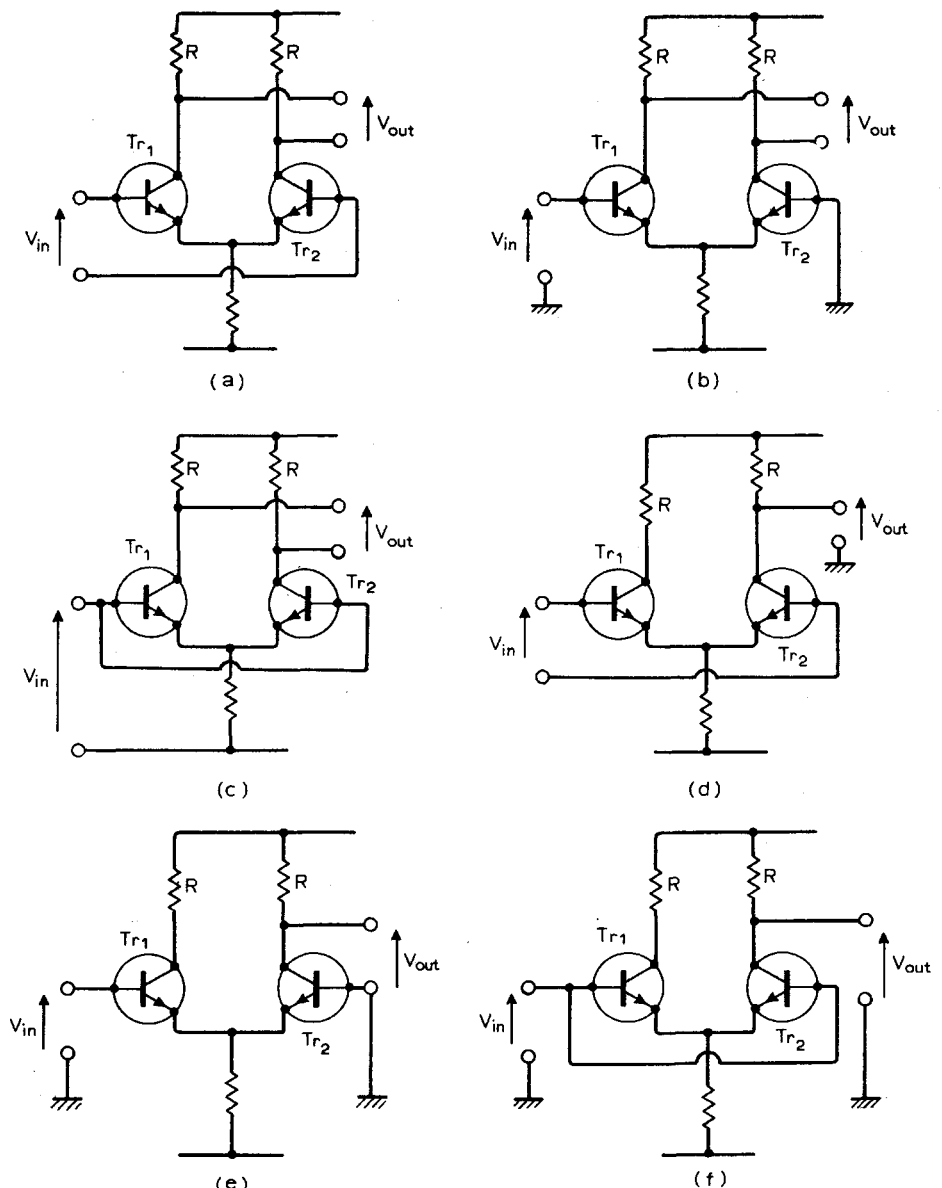 R R
V_out
Tr_1
V_in
Tr_2
(a)
R R
V_out
Tr_1
V_in
Tr_2
(b)
R R
V_out
Tr_1 Tr_2
V_in
(c)
R R
V_out
Tr_1
V_in
Tr_2
(d)
R R
Tr_1
V_out
V_in
Tr_2
(e)
R R
Tr_1
V_out
V_in
Tr_2
(f)